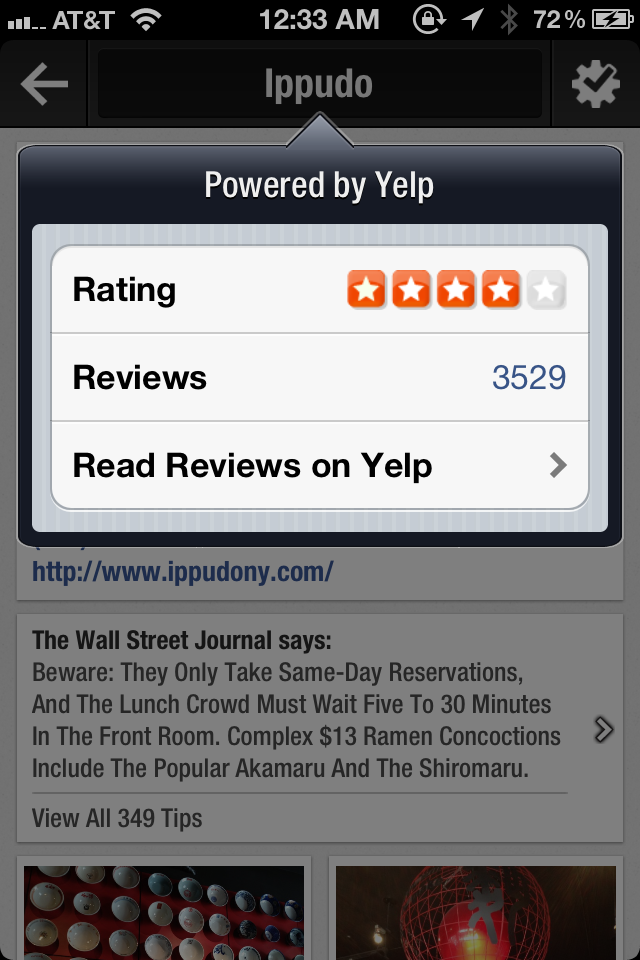 AT&T 12:33 AM 72%
Ippudo
Powered by Yelp
Rating
Reviews 3529
Read Reviews on Yelp
http://www.ippudony.com/
The Wall Street Journal says:
Beware: They Only Take Same-Day Reservations,
And The Lunch Crowd Must Wait Five To 30 Minutes
In The Front Room. Complex $13 Ramen Concoctions
Include The Popular Akamaru And The Shiromaru.
View All 349 Tips